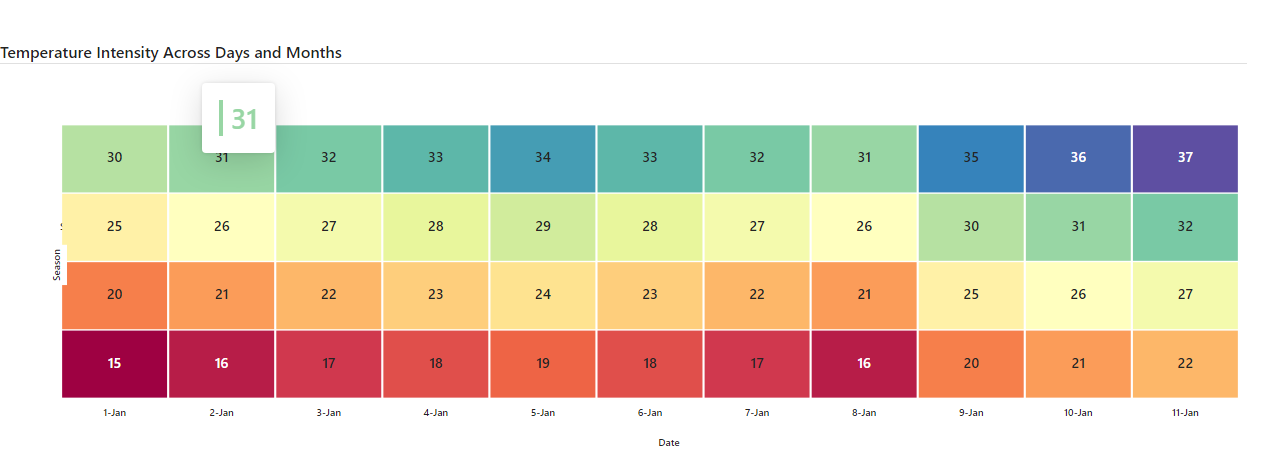 Temperature Intensity Across Days and Months
31
30 31 32 33 34 33 32 31 35 36 37
25 26 27 28 29 28 27 26 30 31 32
Season
20 21 22 23 24 23 22 21 25 26 27
15 16 17 18 19 18 17 16 20 21 22
1-Jan 2-Jan 3-Jan 4-Jan 5-Jan 6-Jan 7-Jan 8-Jan 9-Jan 10-Jan 11-Jan
Date